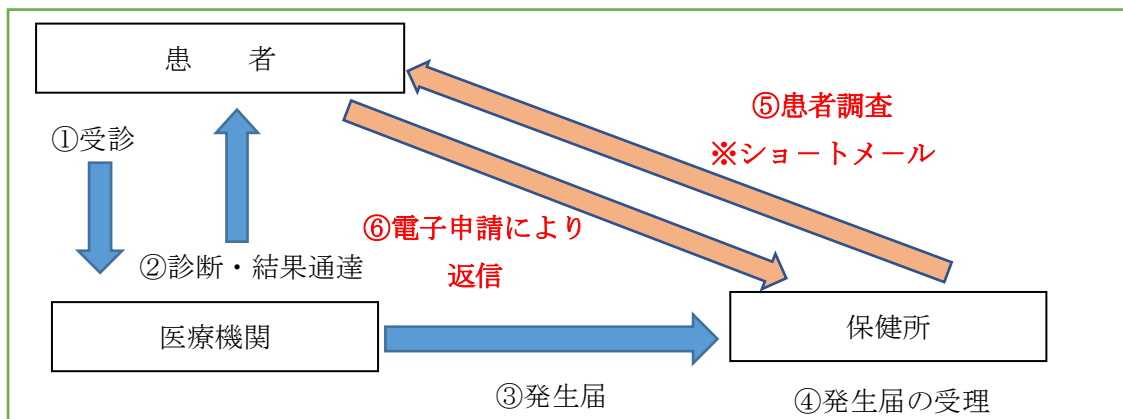 患　　者
①受診
②診断・結果通達
医療機関
③発生届
保健所
④発生届の受理
⑤患者調査
※ショートメール
⑥電子申請により
返信